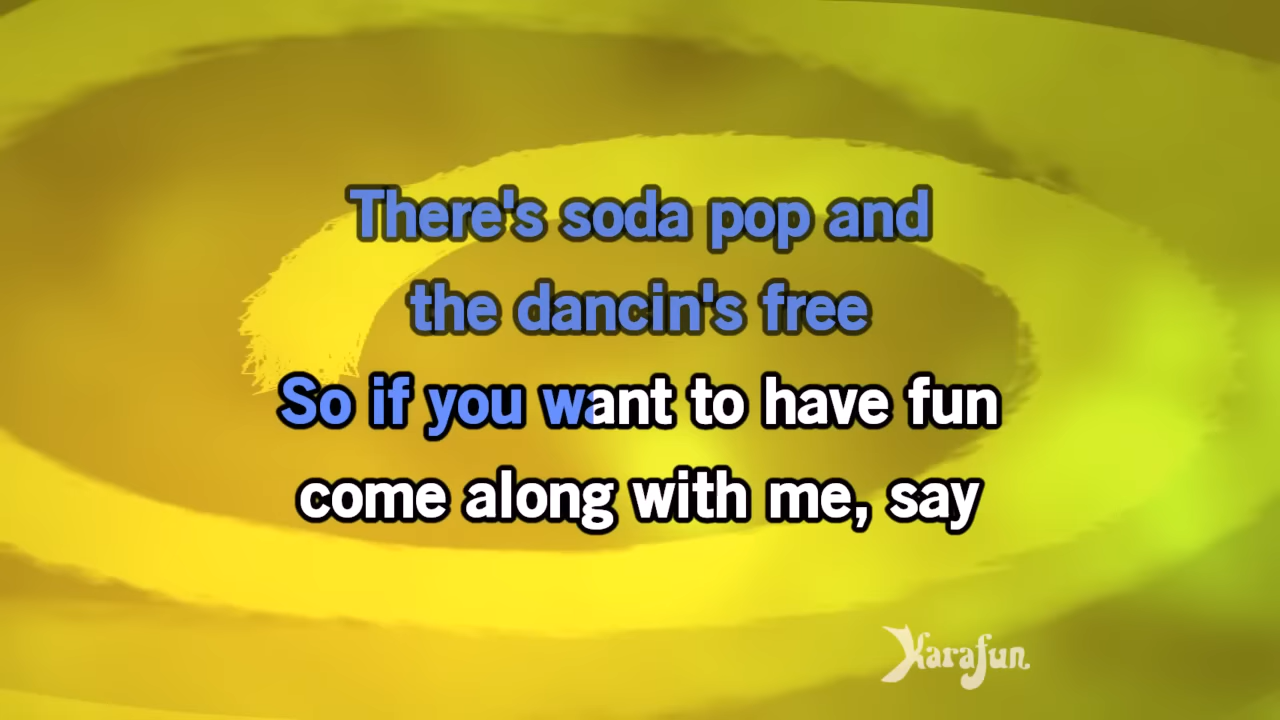 There's soda pop and
the dancin's free
So if you want to have fun
come along with me, say
Karafun